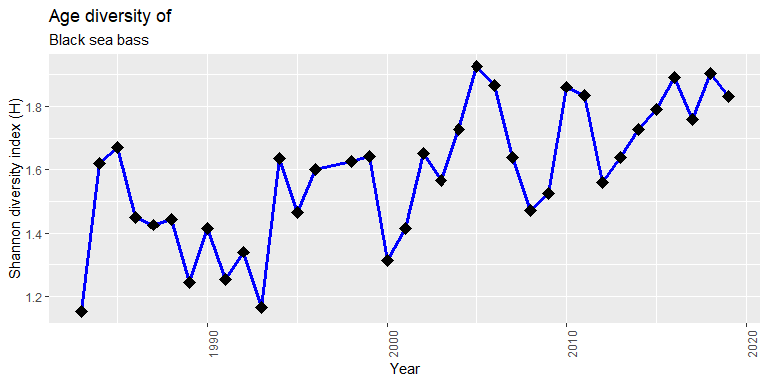 Age diversity of
Black sea bass
Shannon diversity index (H)
1.8
1.6
1.4
1.2
1990
2000
2010
2020
Year